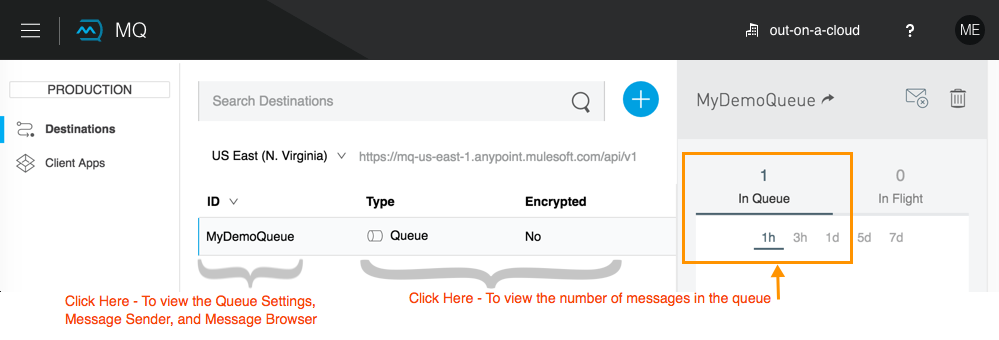 MQ
out-on-a-cloud
?
ME
PRODUCTION
Destinations
Client Apps
Search Destinations
US East (N. Virginia) https://mq-us-east-1.anypoint.mulesoft.com/api/v1
ID Type Encrypted
MyDemoQueue Queue No
Click Here - To view the Queue Settings,
Message Sender, and Message Browser
Click Here - To view the number of messages in the queue
MyDemoQueue
1 0
In Queue In Flight
1h 3h 1d 5d 7d